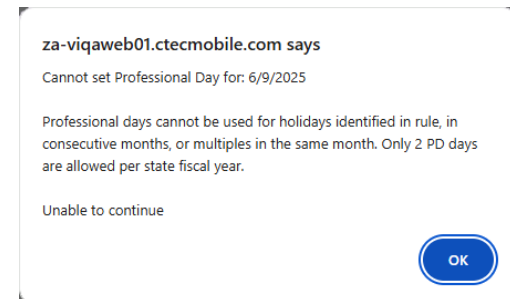 za-viqaweb01.ctecmobile.com says
Cannot set Professional Day for: 6/9/2025
Professional days cannot be used for holidays identified in rule, in
consecutive months, or multiples in the same month. Only 2 PD days
are allowed per state fiscal year.
Unable to continue
OK